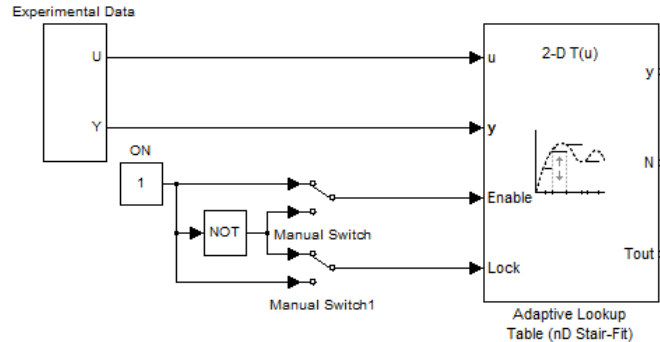 Experimental Data
U
Y
ON
1
NOT
Manual Switch
Manual Switch1
2-D T(u)
u
y
Enable
Lock
y
N
Tout
Adaptive Lookup
Table (nD Stair-Fit)